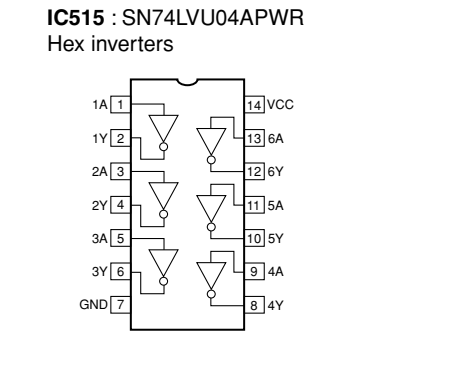 IC515 : SN74LVU04APWR
Hex inverters
1A 1 14 VCC
1Y 2 13 6A
2A 3 12 6Y
2Y 4 11 5A
3A 5 10 5Y
3Y 6 9 4A
GND 7 8 4Y